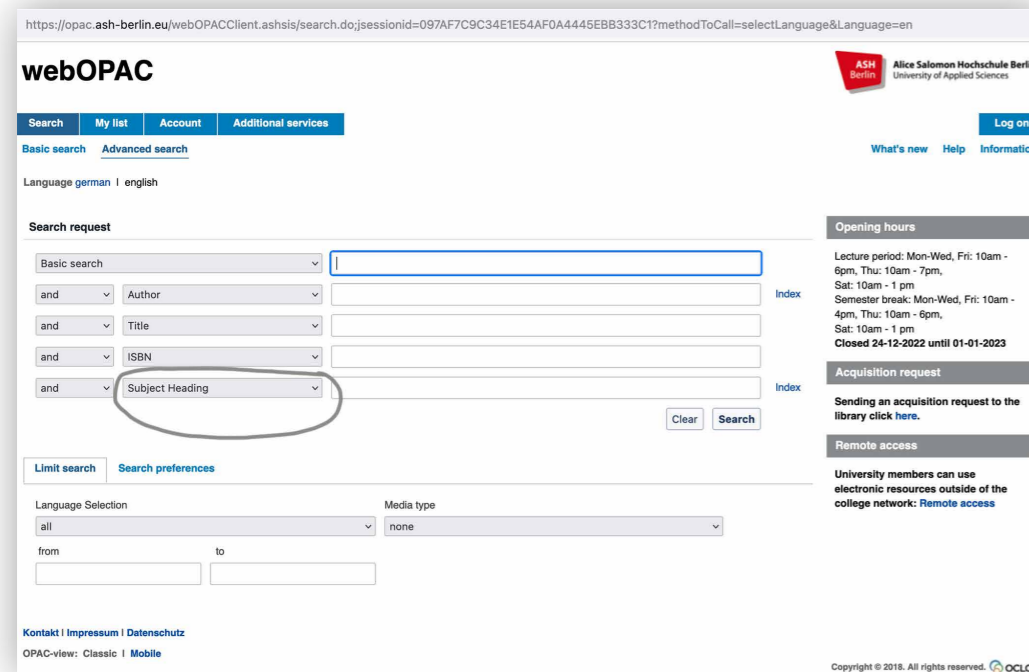 https://opac.ash-berlin.eu/webOPACClient.ashsis/search.do;jsessionid=097AF7C9C34E1E54AF0A4445EBB333C1?methodToCall=selectLanguage&Language=en
webOPAC
ASH Berlin
Alice Salomon Hochschule Berli
University of Applied Sciences
Search My list Account Additional services
Log on
Basic search Advanced search
What's new Help Informatio
Language german | english
Search request
Basic search
and Author Index
and Title
and ISBN
and Subject Heading Index
Clear Search
Limit search Search preferences
Language Selection Media type
all none
from to
Opening hours
Lecture period: Mon-Wed, Fri: 10am -
6pm, Thu: 10am - 7pm,
Sat: 10am - 1 pm
Semester break: Mon-Wed, Fri: 10am -
4pm, Thu: 10am - 6pm,
Sat: 10am - 1 pm
Closed 24-12-2022 until 01-01-2023
Acquisition request
Sending an acquisition request to the
library click here.
Remote access
University members can use
electronic resources outside of the
college network: Remote access
Kontakt | Impressum | Datenschutz
OPAC-view: Classic | Mobile
Copyright © 2018. All rights reserved. OCLC